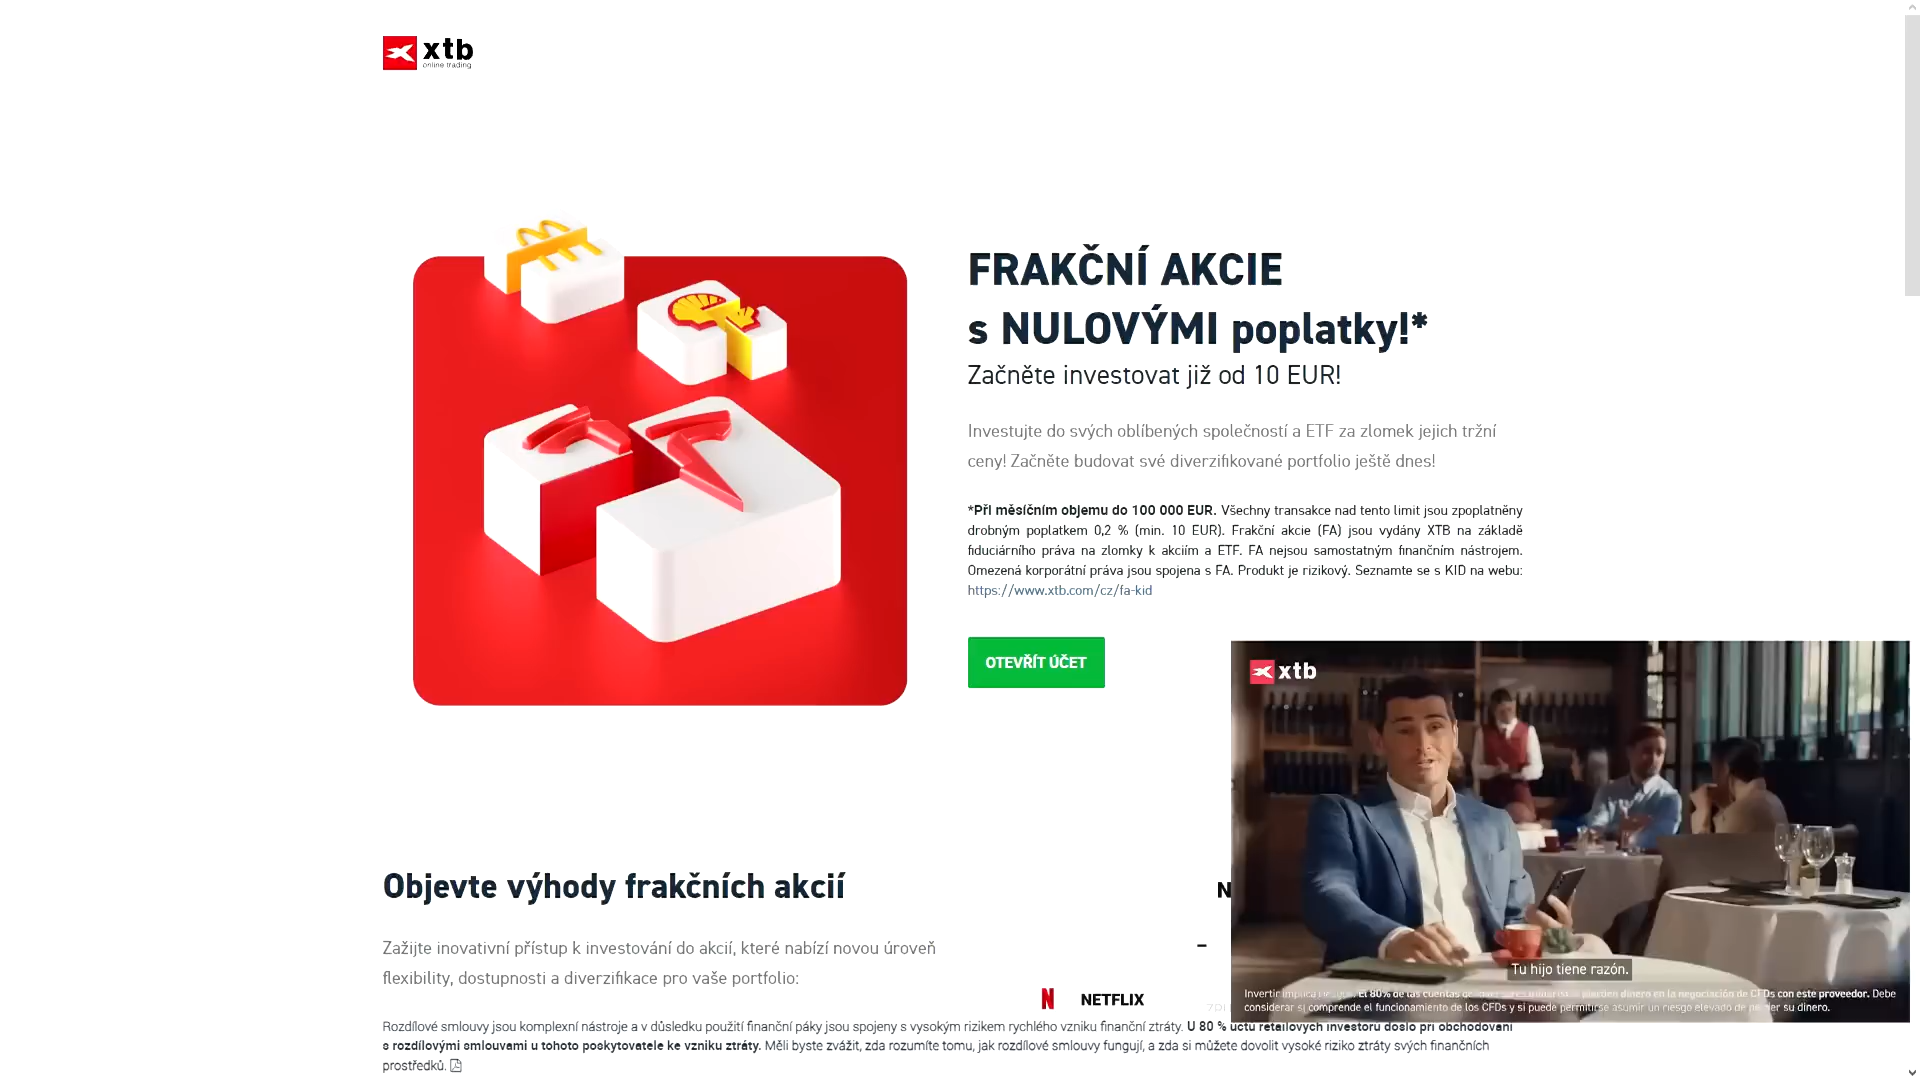 xtb
online trading
FRAKČNÍ AKCIE
s NULOVÝMI poplatky!*
Začněte investovat již od 10 EUR!
Investujte do svých oblíbených společností a ETF za zlomek jejich tržní
ceny! Začněte budovat své diverzifikované portfolio ještě dnes!
*Při měsíčním objemu do 100 000 EUR. Všechny transakce nad tento limit jsou zpoplatněny
drobným poplatkem 0,2 % (min. 10 EUR). Frakční akcie (FA) jsou vydány XTB na základě
fiduciárního práva na zlomky k akciím a ETF. FA nejsou samostatným finančním nástrojem.
Omezená korporátní práva jsou spojena s FA. Produkt je rizikový. Seznamte se s KID na webu:
https://www.xtb.com/cz/fa-kid
OTEVŘÍT ÚČET
xtb
Tu hijo tiene razón.
Invertir implica El 80% de las cuentas de pierden dinero en la negociación de CFDs con este proveedor. Debe
considerar si comprende el funcionamiento de los CFDs y si puede permitirse asumir un riesgo elevado de perder su dinero.
Objevte výhody frakčních akcií
N
Zažijte inovativní přístup k investování do akcií, které nabízí novou úroveň
flexibility, dostupnosti a diverzifikace pro vaše portfolio:
–
N NETFLIX
Rozdílové smlouvy jsou komplexní nástroje a v důsledku použití finanční páky jsou spojeny s vysokým rizikem rychlého vzniku finanční ztráty. U 80 % účtů retailových investorů došlo při obchodování
s rozdílovými smlouvami u tohoto poskytovatele ke vzniku ztráty. Měli byste zvážit, zda rozumíte tomu, jak rozdílové smlouvy fungují, a zda si můžete dovolit vysoké riziko ztráty svých finančních
prostředků.